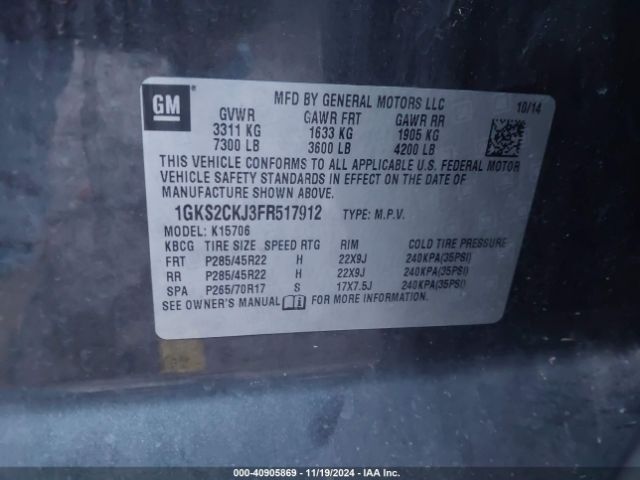 GM
MFD BY GENERAL MOTORS LLC 10/14
GVWR GAWR FRT GAWR RR
3311 KG 1633 KG 1905 KG
7300 LB 3600 LB 4200 LB
THIS VEHICLE CONFORMS TO ALL APPLICABLE U.S. FEDERAL MOTOR
VEHICLE SAFETY STANDARDS IN EFFECT ON THE DATE OF
MANUFACTURE SHOWN ABOVE.
1GKS2CKJ3FR517912 TYPE: M.P.V.
MODEL: K15706
KBCG TIRE SIZE SPEED RTG RIM COLD TIRE PRESSURE
FRT P285/45R22 H 22X9J 240KPA(35PSI)
RR P285/45R22 H 22X9J 240KPA(35PSI)
SPA P265/70R17 S 17X7.5J 240KPA(35PSI)
SEE OWNER'S MANUAL FOR MORE INFORMATION.
000-40905869 - 11/19/2024 - IAA Inc.